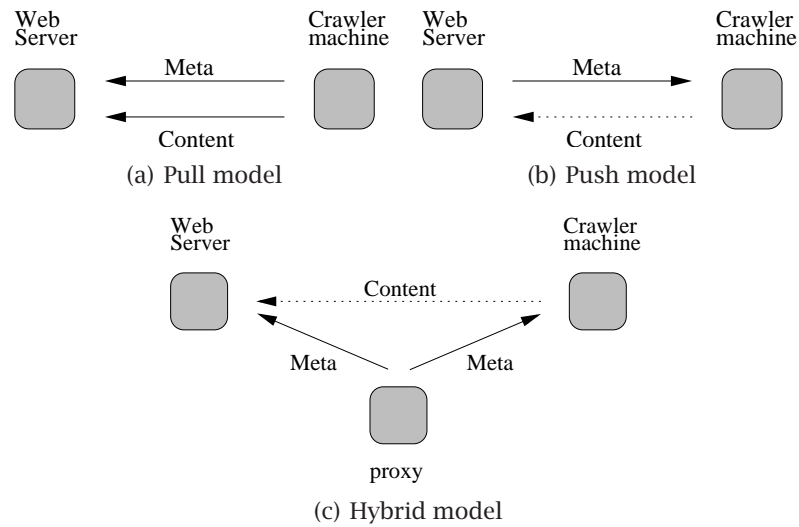 Web
Server
Crawler
machine
Web
Server
Crawler
machine
Meta
Content
Meta
Content
(a) Pull model
(b) Push model
Web
Server
Crawler
machine
Content
Meta
Meta
proxy
(c) Hybrid model